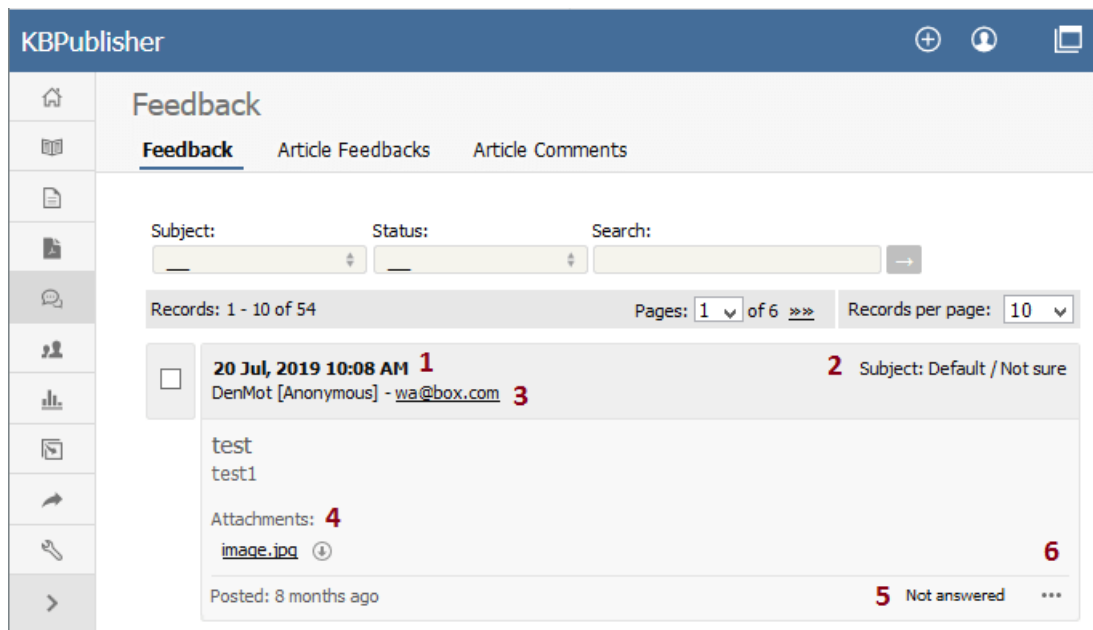 KBPublisher
Feedback
Feedback Article Feedbacks Article Comments
Subject: Status: Search:
__ __ →
Records: 1 - 10 of 54 Pages: 1 of 6 »» Records per page: 10
20 Jul, 2019 10:08 AM 1 2 Subject: Default / Not sure
DenMot [Anonymous] - wa@box.com 3
test
test1
Attachments: 4
image.jpg
6
Posted: 8 months ago 5 Not answered ...